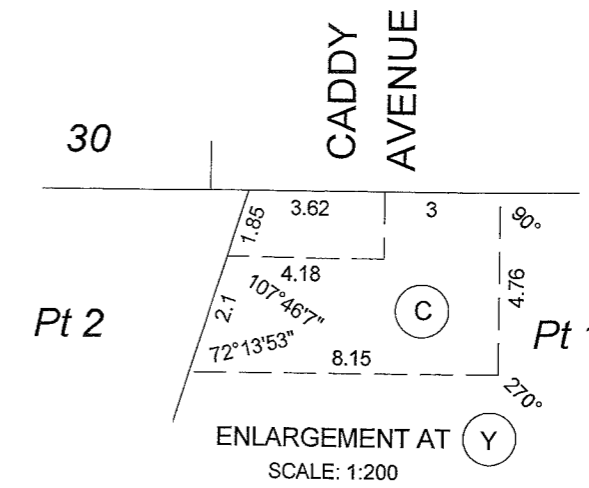 CADDY
AVENUE
30
1.85
3.62
3
90°
4.18
107°46'7"
C
4.76
2.1
Pt 2
72°13'53"
8.15
Pt
270°
ENLARGEMENT AT Y
SCALE: 1:200